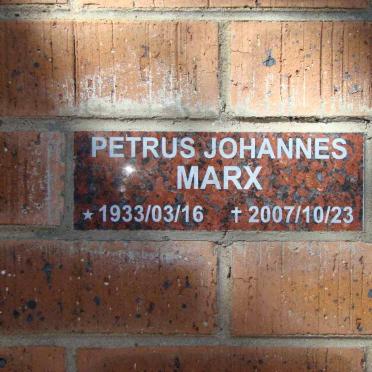 PETRUS JOHANNES
MARX
★ 1933/03/16 ✝ 2007/10/23